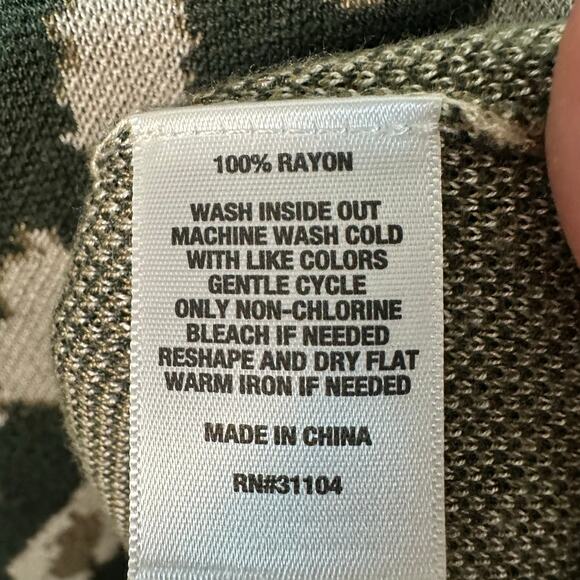 100% RAYON
WASH INSIDE OUT
MACHINE WASH COLD
WITH LIKE COLORS
GENTLE CYCLE
ONLY NON-CHLORINE
BLEACH IF NEEDED
RESHAPE AND DRY FLAT
WARM IRON IF NEEDED
MADE IN CHINA
RN#31104